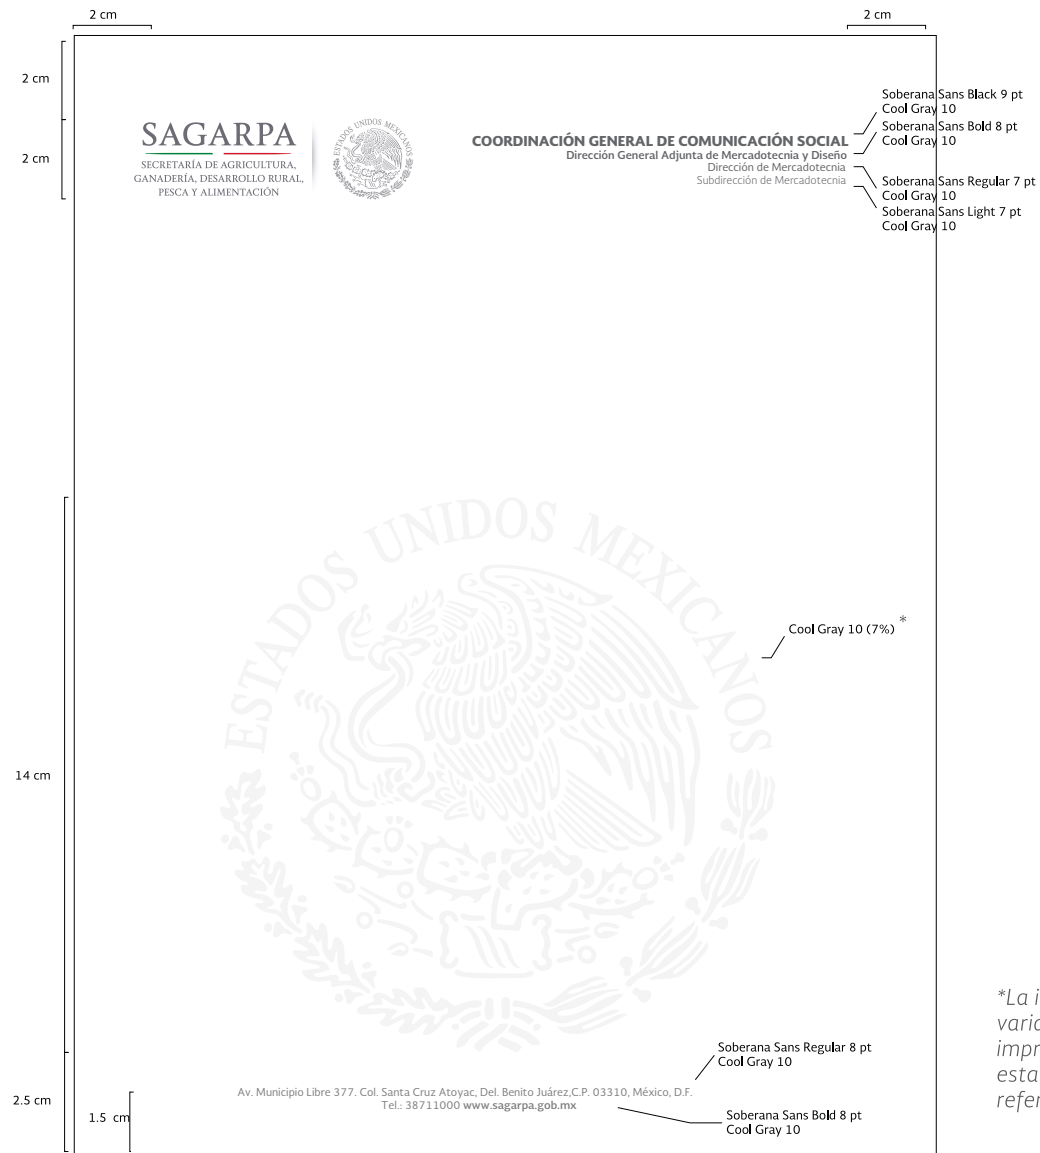 2 cm
2 cm
2 cm
2 cm
SAGARPA
SECRETARÍA DE AGRICULTURA,
GANADERÍA, DESARROLLO RURAL,
PESCA Y ALIMENTACIÓN
ESTADOS UNIDOS MEXICANOS
COORDINACIÓN GENERAL DE COMUNICACIÓN SOCIAL
Dirección General Adjunta de Mercadotecnia y Diseño
Dirección de Mercadotecnia
Subdirección de Mercadotecnia
Soberana Sans Black 9 pt
Cool Gray 10
Soberana Sans Bold 8 pt
Cool Gray 10
Soberana Sans Regular 7 pt
Cool Gray 10
Soberana Sans Light 7 pt
Cool Gray 10
ESTADOS UNIDOS MEXICANOS
Cool Gray 10 (7%) *
14 cm
*La i
varia
impr
esta
refer
Soberana Sans Regular 8 pt
Cool Gray 10
2.5 cm
1.5 cm
Av. Municipio Libre 377. Col. Santa Cruz Atoyac, Del. Benito Juárez,C.P. 03310, México, D.F.
Tel.: 38711000 www.sagarpa.gob.mx
Soberana Sans Bold 8 pt
Cool Gray 10